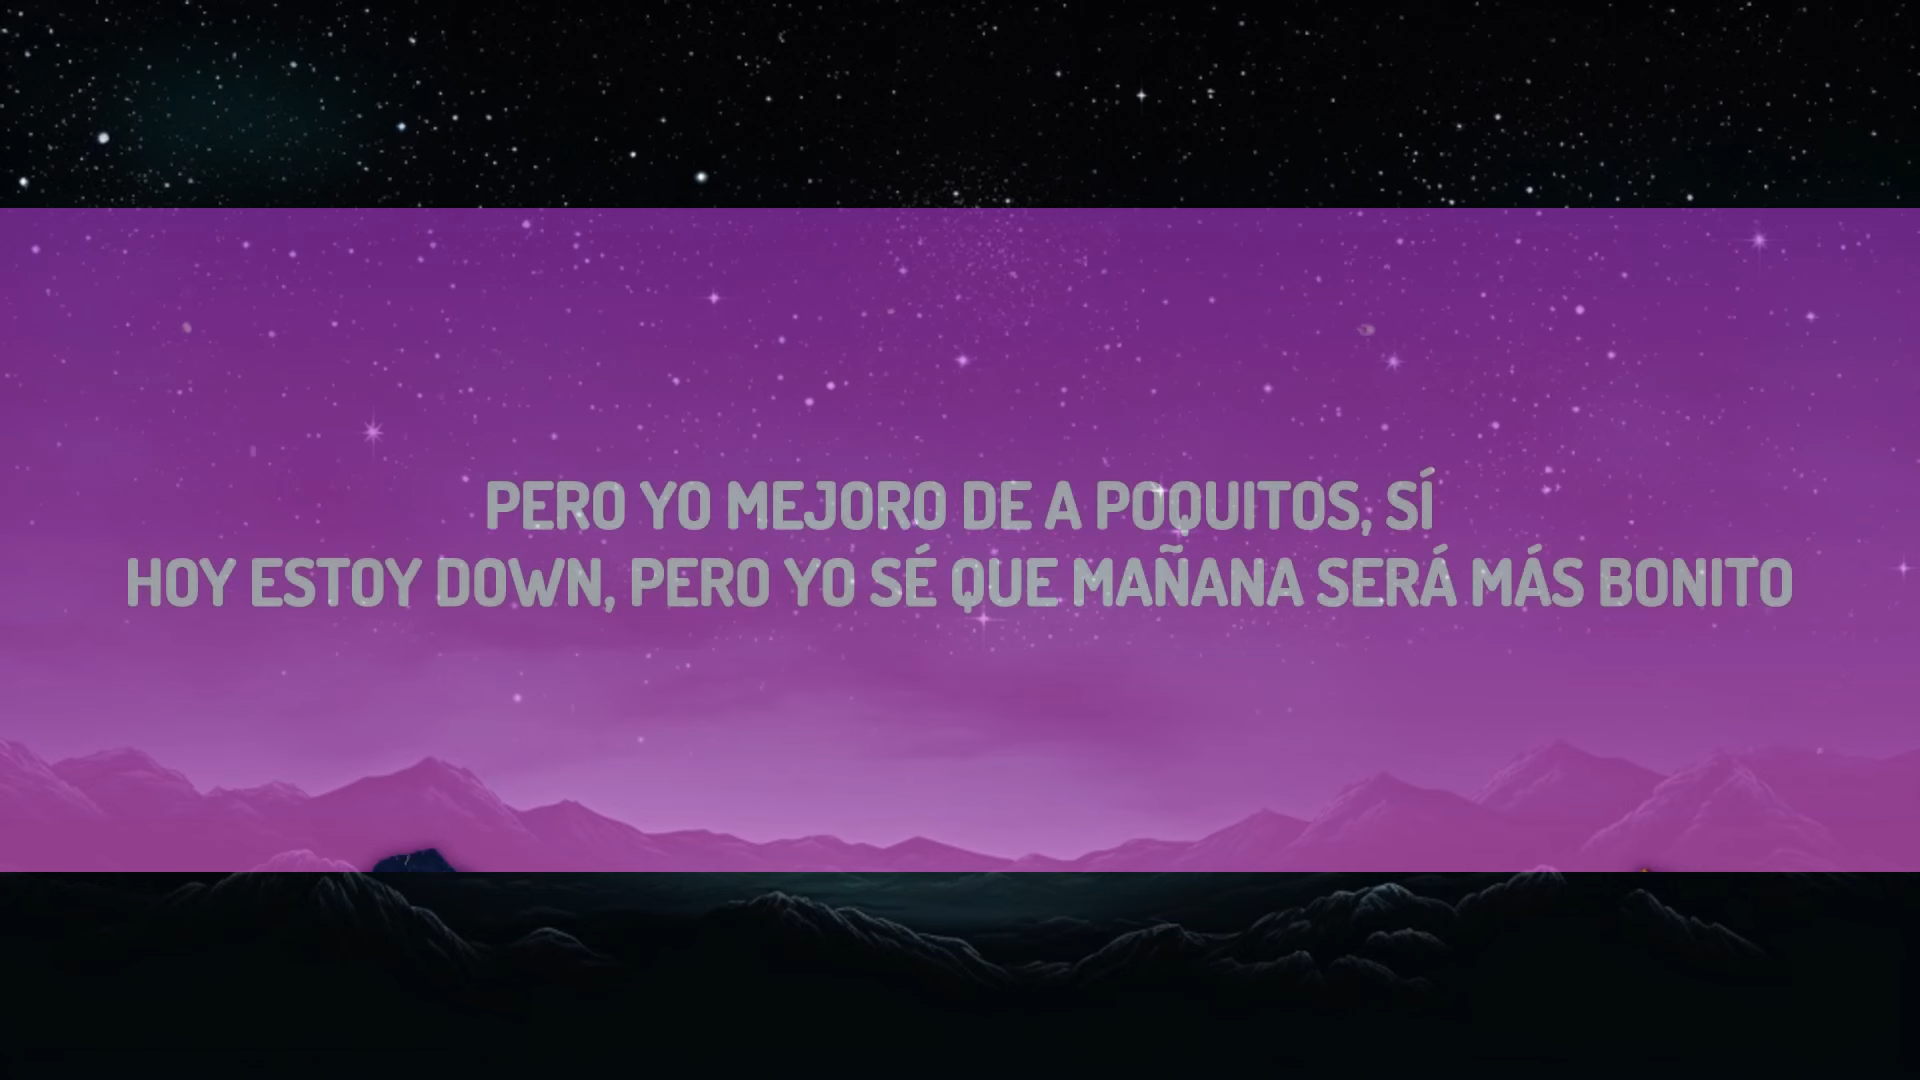 PERO YO MEJORO DE A POQUITOS, SÍ
HOY ESTOY DOWN, PERO YO SÉ QUE MAÑANA SERÁ MÁS BONITO